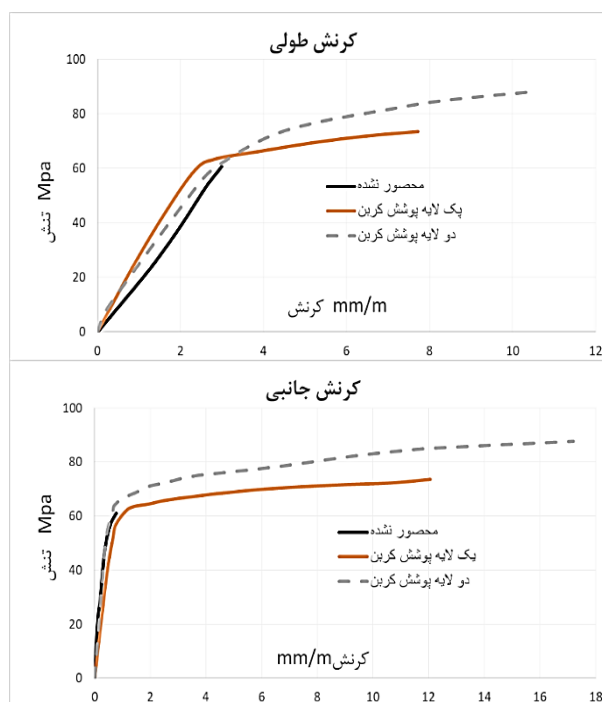 کرنش طولی
100
80
60
40
20
0
تنش Mpa
محصور نشده
یک لایه پوشش کربن
دو لایه پوشش کربن
کرنش mm/m
0 2 4 6 8 10 12
کرنش جانبی
100
80
60
40
20
0
تنش Mpa
محصور نشده
یک لایه پوشش کربن
دو لایه پوشش کربن
کرنش mm/m
0 2 4 6 8 10 12 14 16 18